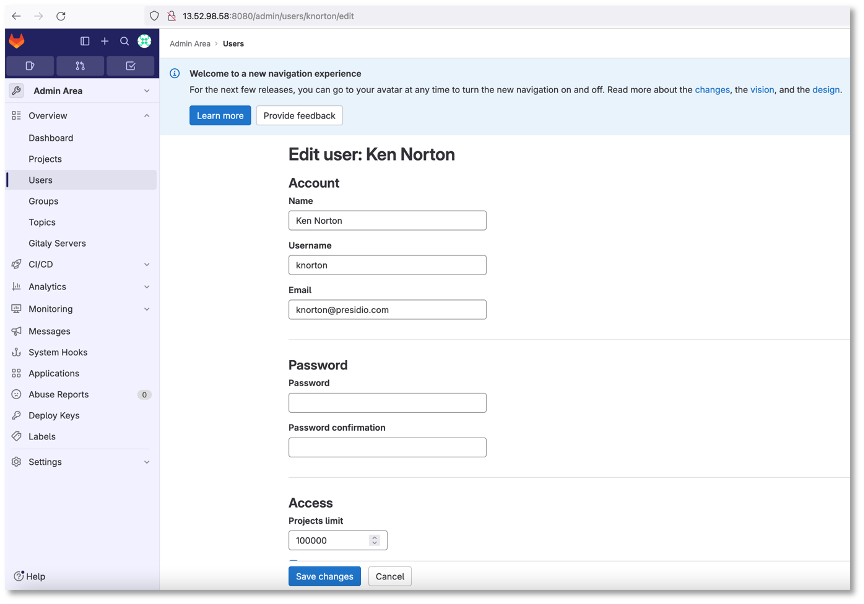 13.52.98.58:8080/admin/users/knorton/edit
Admin Area › Users
Admin Area
Overview
Dashboard
Projects
Users
Groups
Topics
Gitaly Servers
CI/CD
Analytics
Monitoring
Messages
System Hooks
Applications
Abuse Reports 0
Deploy Keys
Labels
Settings
Help
Welcome to a new navigation experience
For the next few releases, you can go to your avatar at any time to turn the new navigation on and off. Read more about the changes, the vision, and the design.
Learn more Provide feedback
Edit user: Ken Norton
Account
Name
Ken Norton
Username
knorton
Email
knorton@presidio.com
Password
Password
Password confirmation
Access
Projects limit
100000
Save changes Cancel